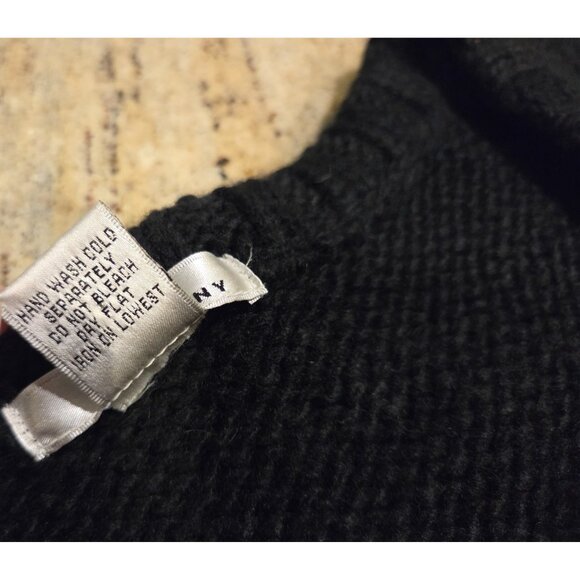 HAND WASH COLD
SEPARATELY
DO NOT BLEACH
DRY FLAT
IRON ON LOWEST
NY